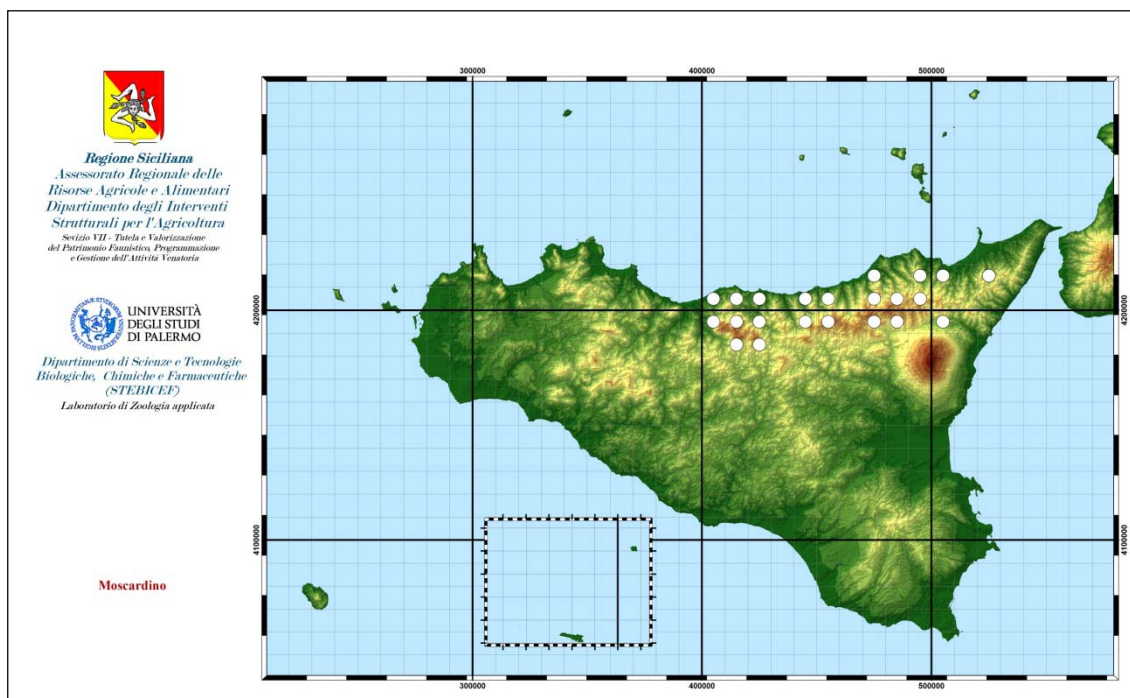 Regione Siciliana
Assessorato Regionale delle
Risorse Agricole e Alimentari
Dipartimento degli Interventi
Strutturali per l'Agricoltura
Sevizio VII - Tutela e Valorizzazione
del Patrimonio Faunistico, Programmazione
e Gestione dell'Attività Venatoria
UNIVERSITÀ
DEGLI STUDI
DI PALERMO
Dipartimento di Scienze e Tecnologie
Biologiche, Chimiche e Farmaceutiche
(STEBICEF)
Laboratorio di Zoologia applicata
Moscardino
300000
400000
500000
4200000
4200000
4100000
4100000
300000
400000
500000